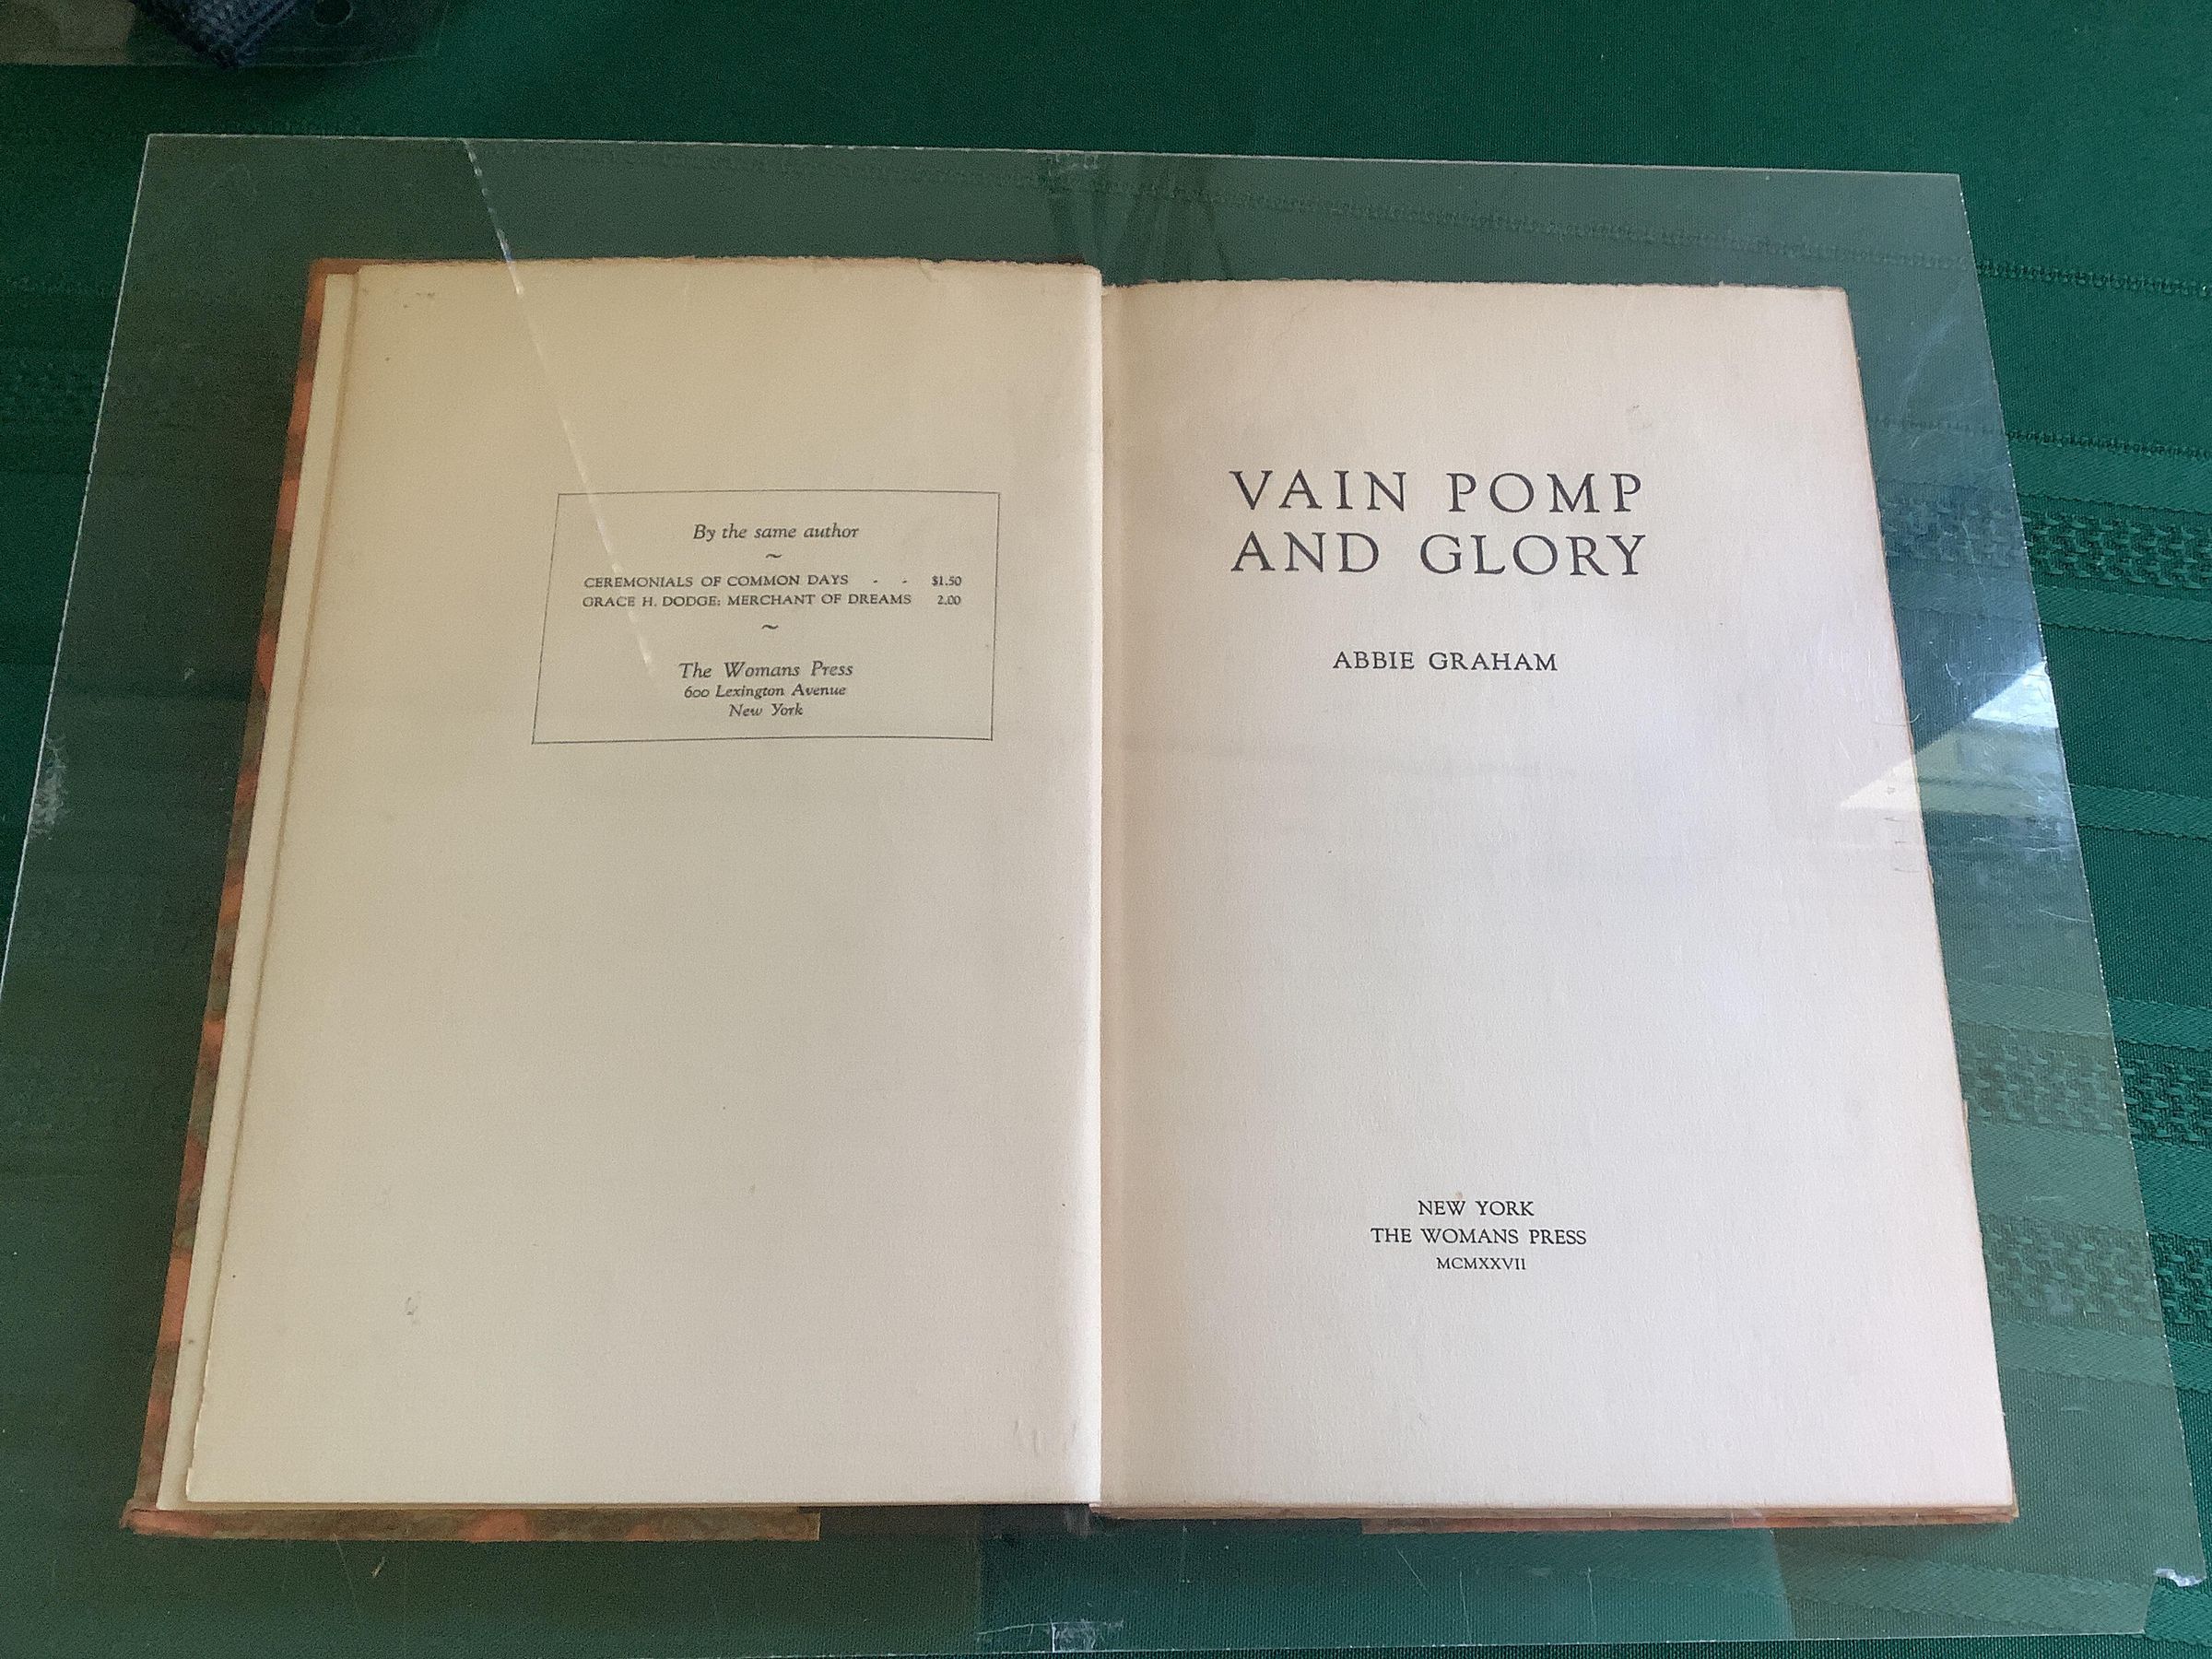 By the same author
~
CEREMONIALS OF COMMON DAYS - - $1.50
GRACE H. DODGE: MERCHANT OF DREAMS 2.00
~
The Womans Press
600 Lexington Avenue
New York
VAIN POMP
AND GLORY
ABBIE GRAHAM
NEW YORK
THE WOMANS PRESS
MCMXXVII